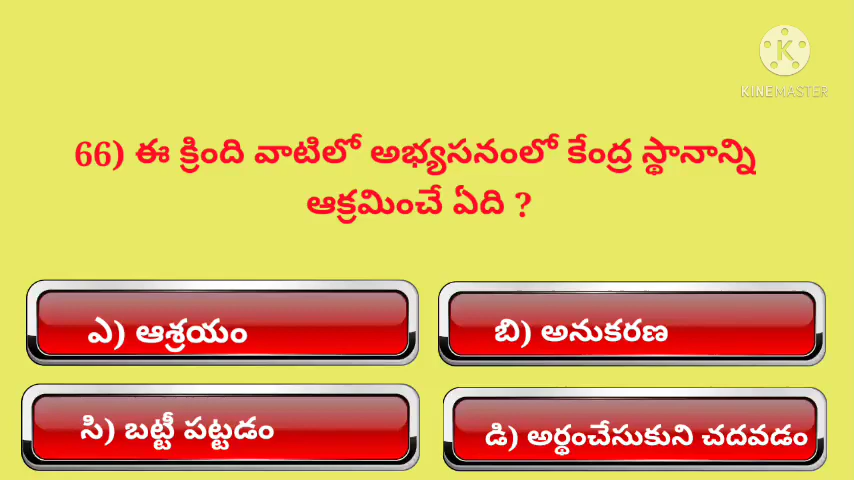 KINEMASTER
66) ఈ క్రింది వాటిలో అభ్యసనంలో కేంద్ర స్థానాన్ని
ఆక్రమించే ఏది ?
ఎ) ఆశ్రయం
బి) అనుకరణ
సి) బట్టీ పట్టడం
డి) అర్థంచేసుకుని చదవడం